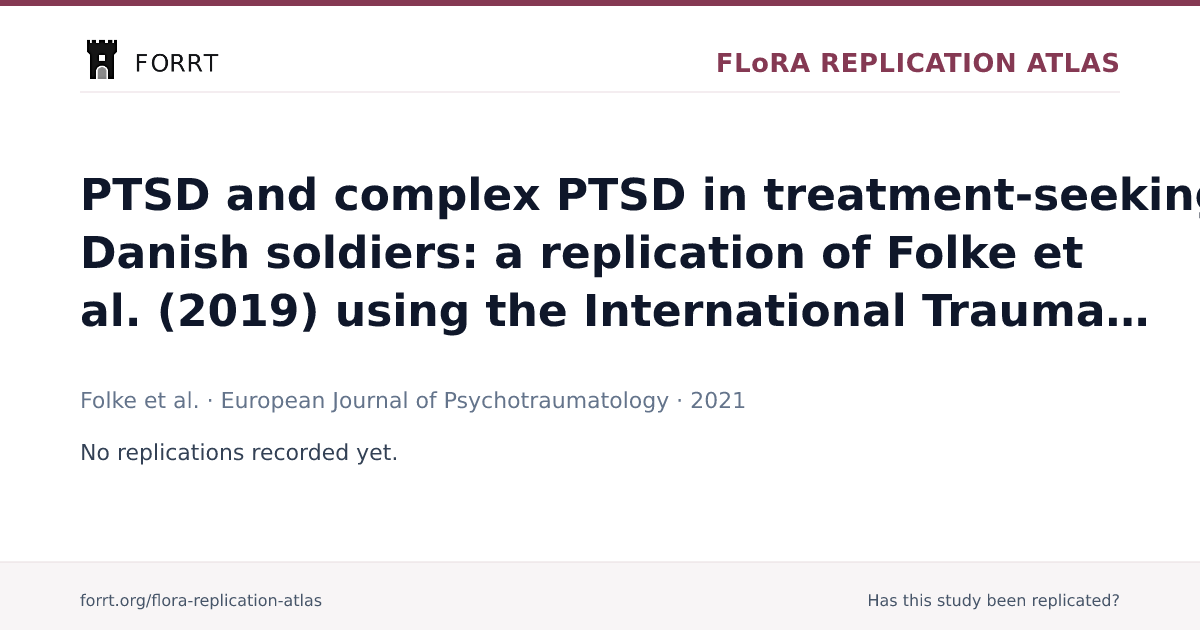 FORRT
FLoRA REPLICATION ATLAS
PTSD and complex PTSD in treatment-seeking
Danish soldiers: a replication of Folke et
al. (2019) using the International Trauma…
Folke et al. · European Journal of Psychotraumatology · 2021
No replications recorded yet.
forrt.org/flora-replication-atlas
Has this study been replicated?